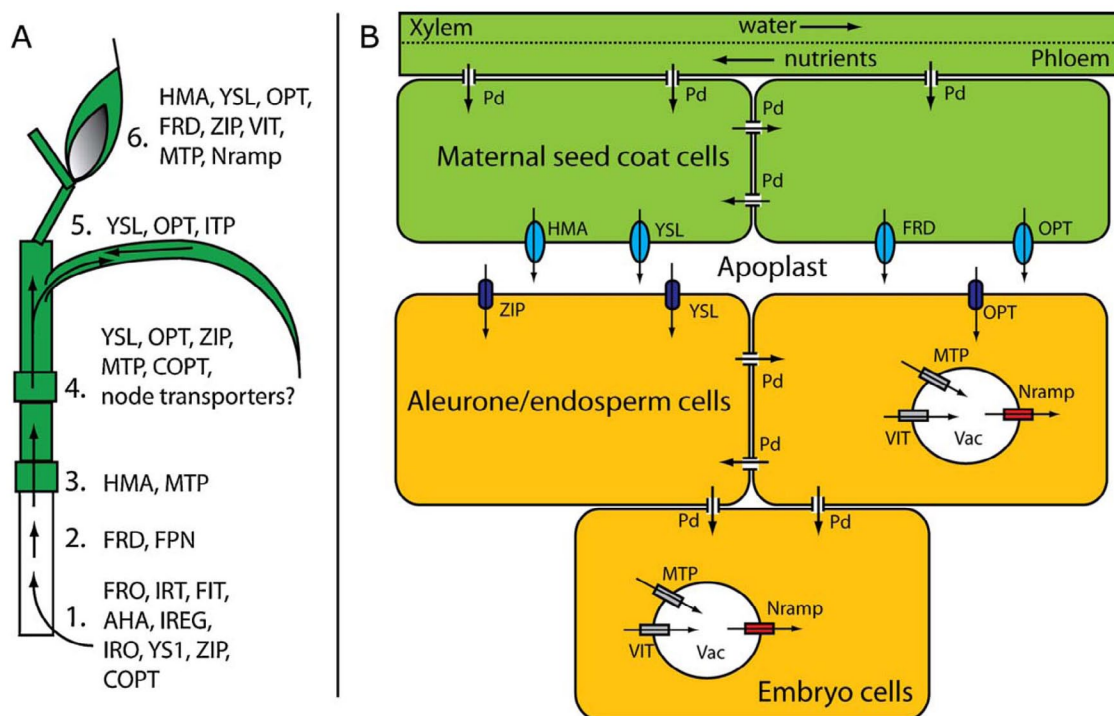 A
HMA, YSL, OPT,
6. FRD, ZIP, VIT,
MTP, Nramp
5. YSL, OPT, ITP
YSL, OPT, ZIP,
4. MTP, COPT,
node transporters?
3. HMA, MTP
2. FRD, FPN
FRO, IRT, FIT,
1. AHA, IREG,
IRO, YS1, ZIP,
COPT
B
Xylem water
nutrients Phloem
Pd Pd Pd
Pd
Maternal seed coat cells
Pd
HMA YSL FRD OPT
Apoplast
ZIP YSL OPT
MTP
Pd Nramp
Aleurone/endosperm cells
VIT Vac
Pd
Pd Pd
MTP
Nramp
VIT Vac
Embryo cells